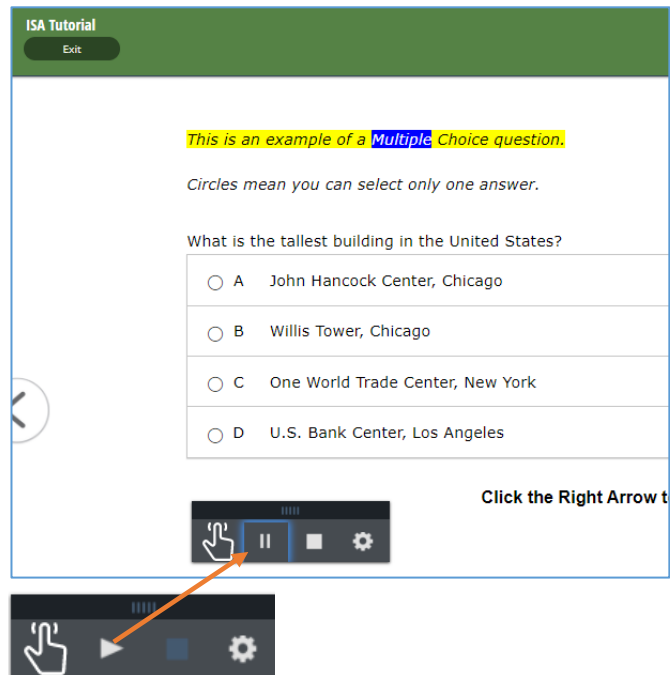 ISA Tutorial
Exit
This is an example of a Multiple Choice question.
Circles mean you can select only one answer.
What is the tallest building in the United States?
A John Hancock Center, Chicago
B Willis Tower, Chicago
C One World Trade Center, New York
D U.S. Bank Center, Los Angeles
Click the Right Arrow t